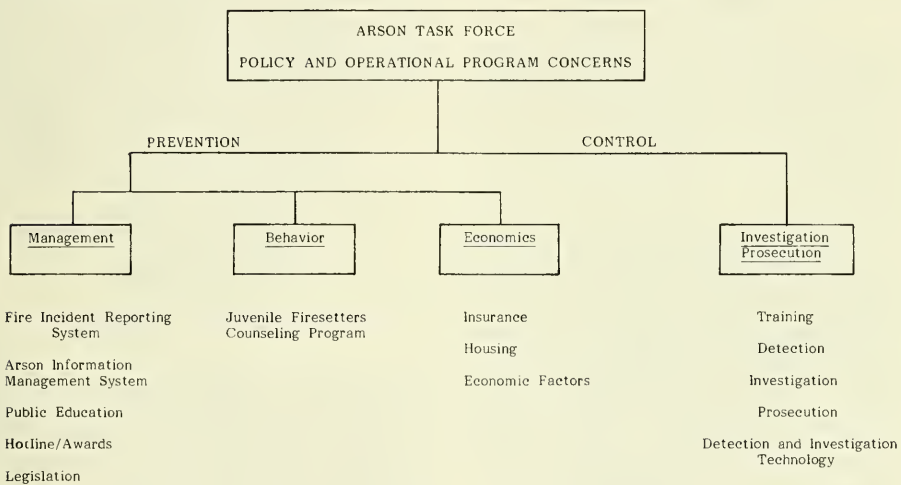 ARSON TASK FORCE
POLICY AND OPERATIONAL PROGRAM CONCERNS
PREVENTION
CONTROL
Management
Behavior
Economics
Investigation
Prosecution
Fire Incident Reporting
System
Arson Information
Management System
Public Education
Hotline/Awards
Legislation
Juvenile Firesetters
Counseling Program
Insurance
Housing
Economic Factors
Training
Detection
Investigation
Prosecution
Detection and Investigation
Technology